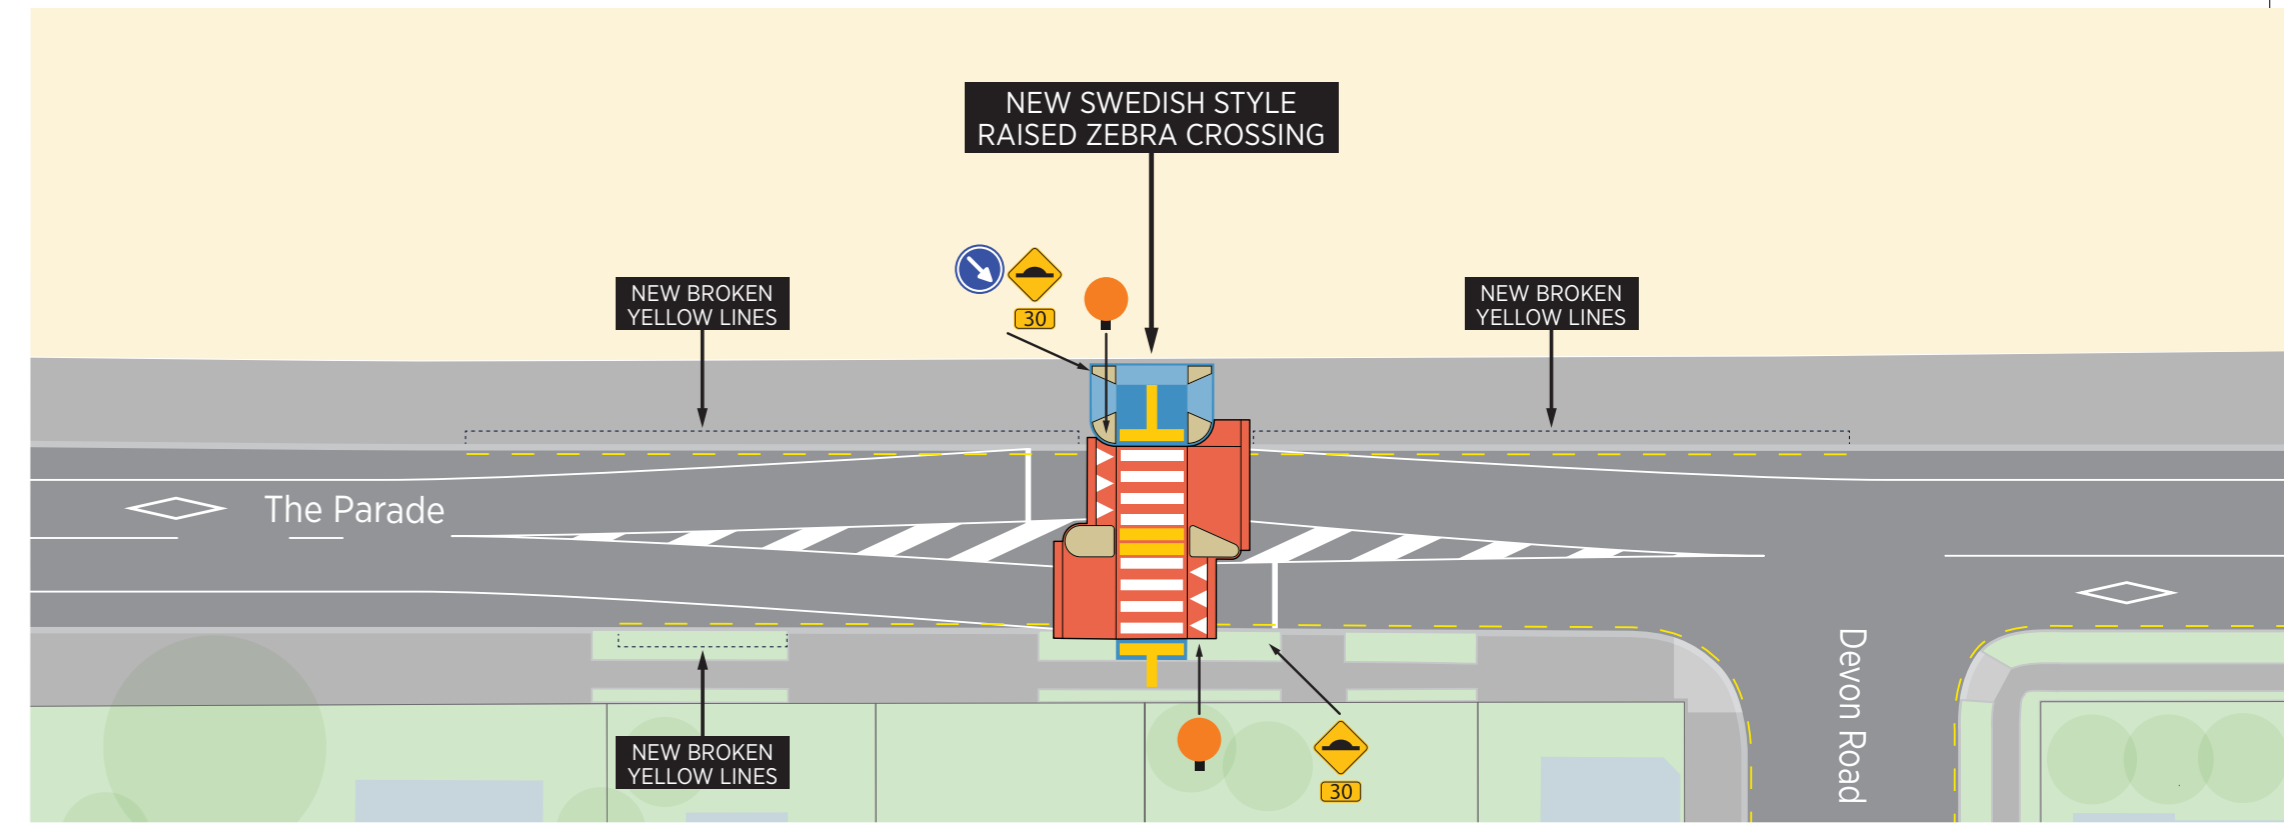 NEW SWEDISH STYLE
RAISED ZEBRA CROSSING
NEW BROKEN
YELLOW LINES
30
NEW BROKEN
YELLOW LINES
The Parade
Devon Road
NEW BROKEN
YELLOW LINES
30